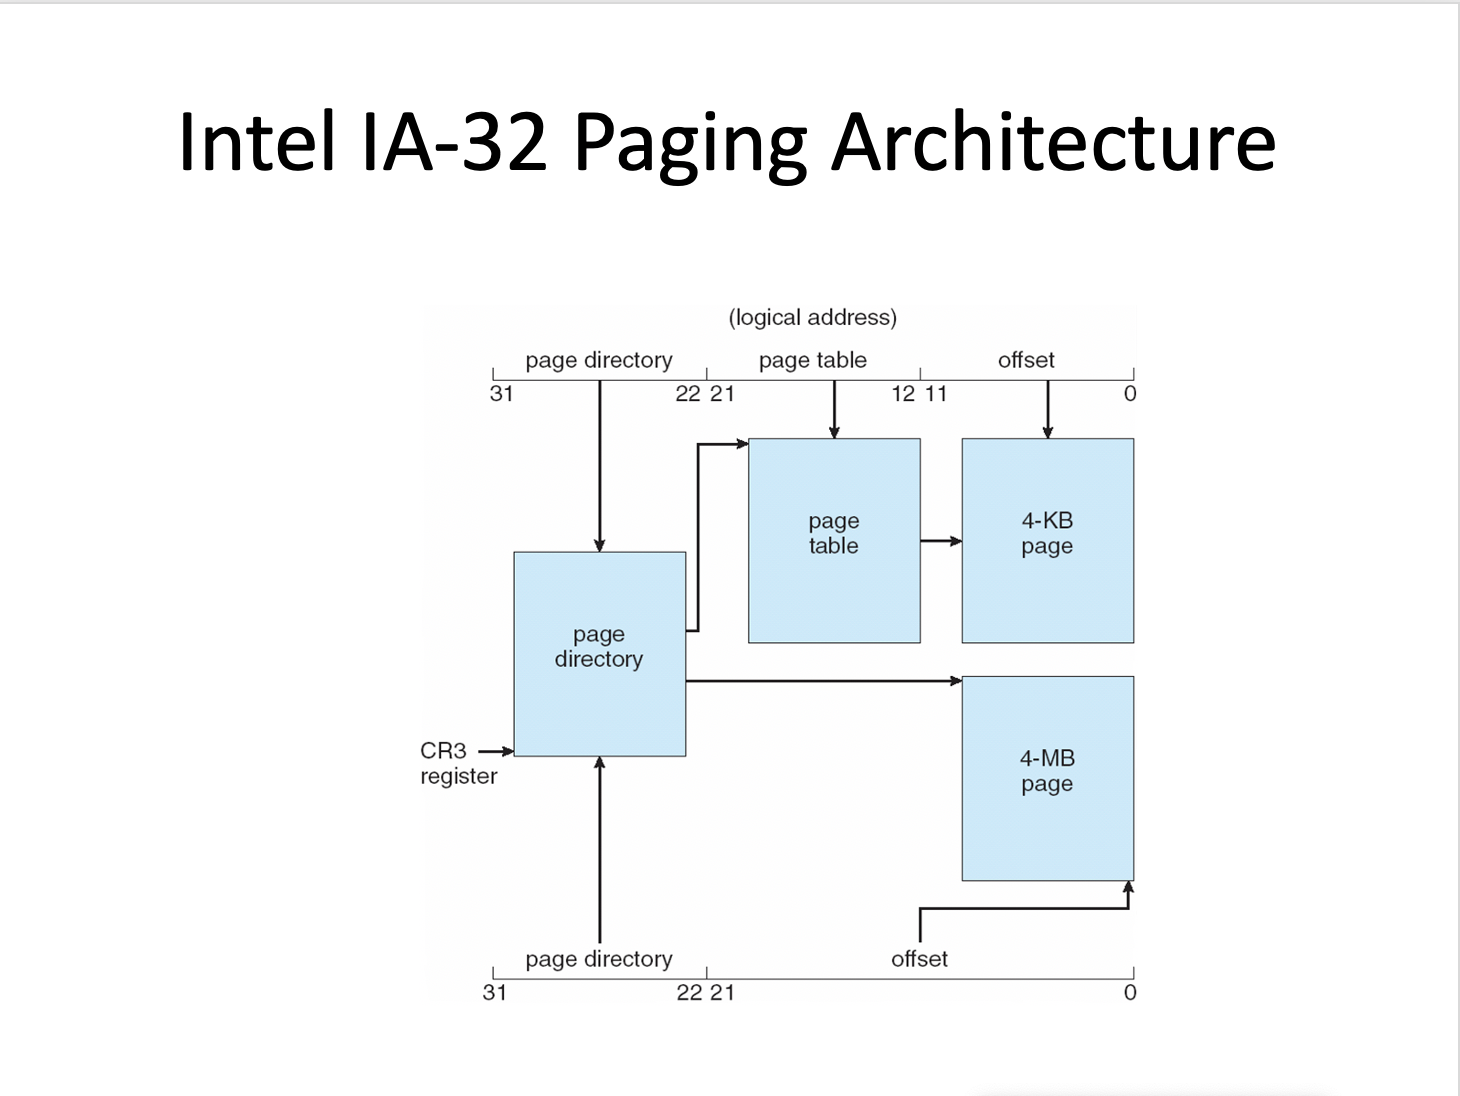 Intel IA-32 Paging Architecture
(logical address)
page directory page table offset
31 22 21 12 11 0
page
table
4-KB
page
page
directory
CR3
register
4-MB
page
page directory offset
31 22 21 0